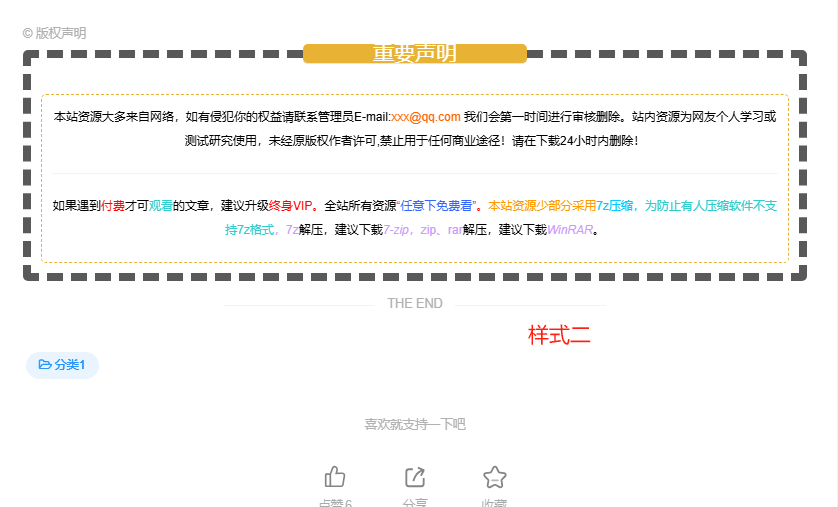 © 版权声明
重要声明
本站资源大多来自网络，如有侵犯你的权益请联系管理员E-mail:xxx@qq.com 我们会第一时间进行审核删除。站内资源为网友个人学习或
测试研究使用，未经原版权作者许可,禁止用于任何商业途径！请在下载24小时内删除！
如果遇到付费才可观看的文章，建议升级终身VIP。全站所有资源“任意下免费看”。本站资源少部分采用7z压缩，为防止有人压缩软件不支
持7z格式，7z解压，建议下载7-zip，zip、rar解压，建议下载WinRAR。
THE END
样式二
分类1
喜欢就支持一下吧
点赞6 分享 收藏